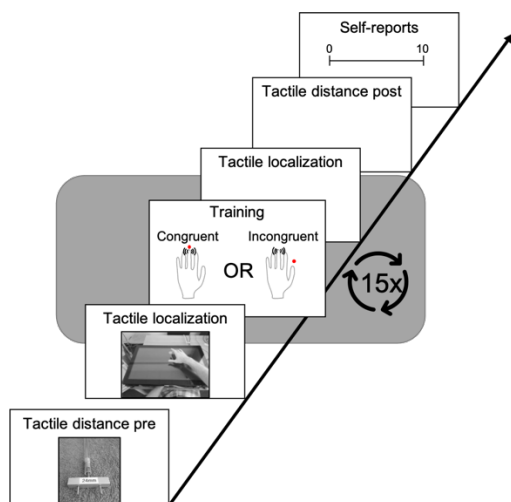 Self-reports
0 10
Tactile distance post
Tactile localization
Training
Congruent Incongruent
OR
15x
Tactile localization
Tactile distance pre